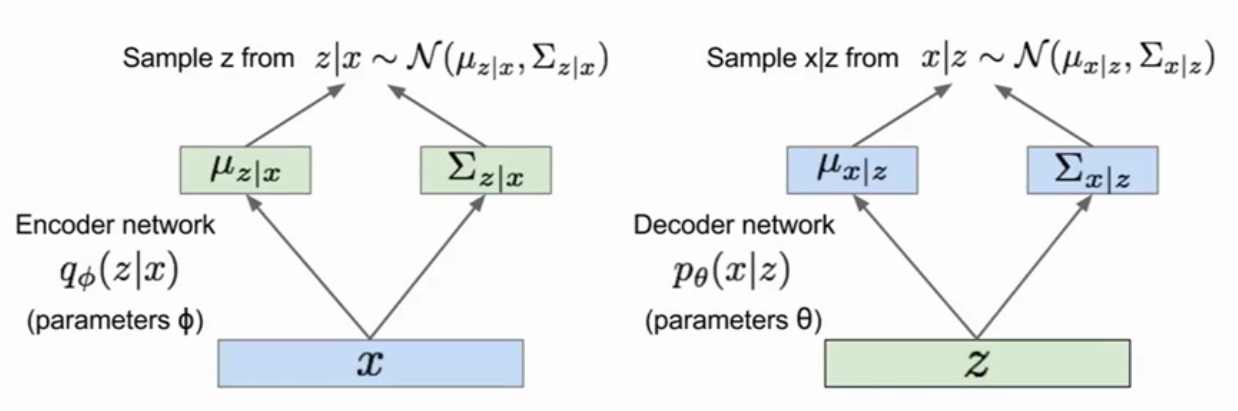 Sample z from z|x ∼ 𝒩(μ_{z|x}, Σ_{z|x})
μ_{z|x}
Σ_{z|x}
Encoder network
q_ϕ(z|x)
(parameters ϕ)
x
Sample x|z from x|z ∼ 𝒩(μ_{x|z}, Σ_{x|z})
μ_{x|z}
Σ_{x|z}
Decoder network
p_θ(x|z)
(parameters θ)
z